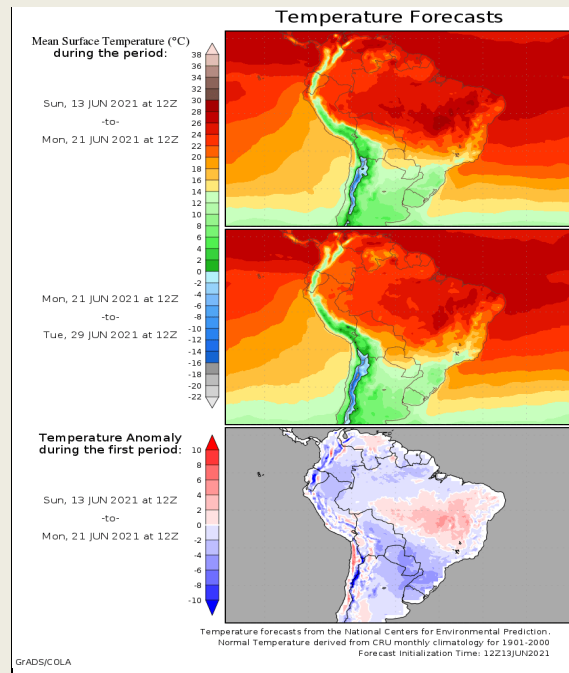 Temperature Forecasts
Mean Surface Temperature (°C)
during the period:
Sun, 13 JUN 2021 at 12Z
-to-
Mon, 21 JUN 2021 at 12Z
38
36
34
32
30
28
26
24
22
20
18
16
14
12
10
8
6
4
2
0
-2
-4
-6
-8
-10
-12
-14
-16
-18
-20
-22
Mon, 21 JUN 2021 at 12Z
-to-
Tue, 29 JUN 2021 at 12Z
Temperature Anomaly
during the first period:
Sun, 13 JUN 2021 at 12Z
-to-
Mon, 21 JUN 2021 at 12Z
10
8
6
4
2
0
-2
-4
-6
-8
-10
Temperature forecasts from the National Centers for Environmental Prediction.
Normal Temperature derived from CRU monthly climatology for 1901-2000
Forecast Initialization Time: 12Z13JUN2021
GrADS/COLA